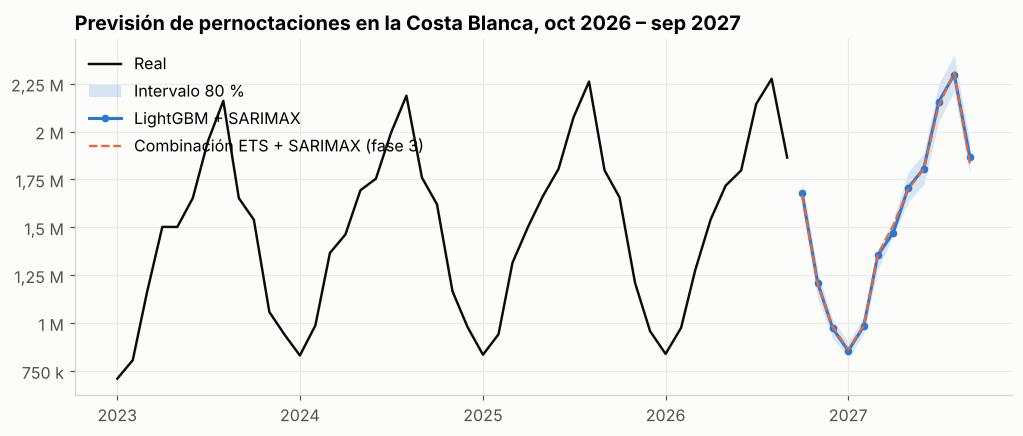 Previsión de pernoctaciones en la Costa Blanca, oct 2026 – sep 2027
Real
Intervalo 80 %
LightGBM + SARIMAX
Combinación ETS + SARIMAX (fase 3)
2,25 M
2 M
1,75 M
1,5 M
1,25 M
1 M
750 k
2023
2024
2025
2026
2027